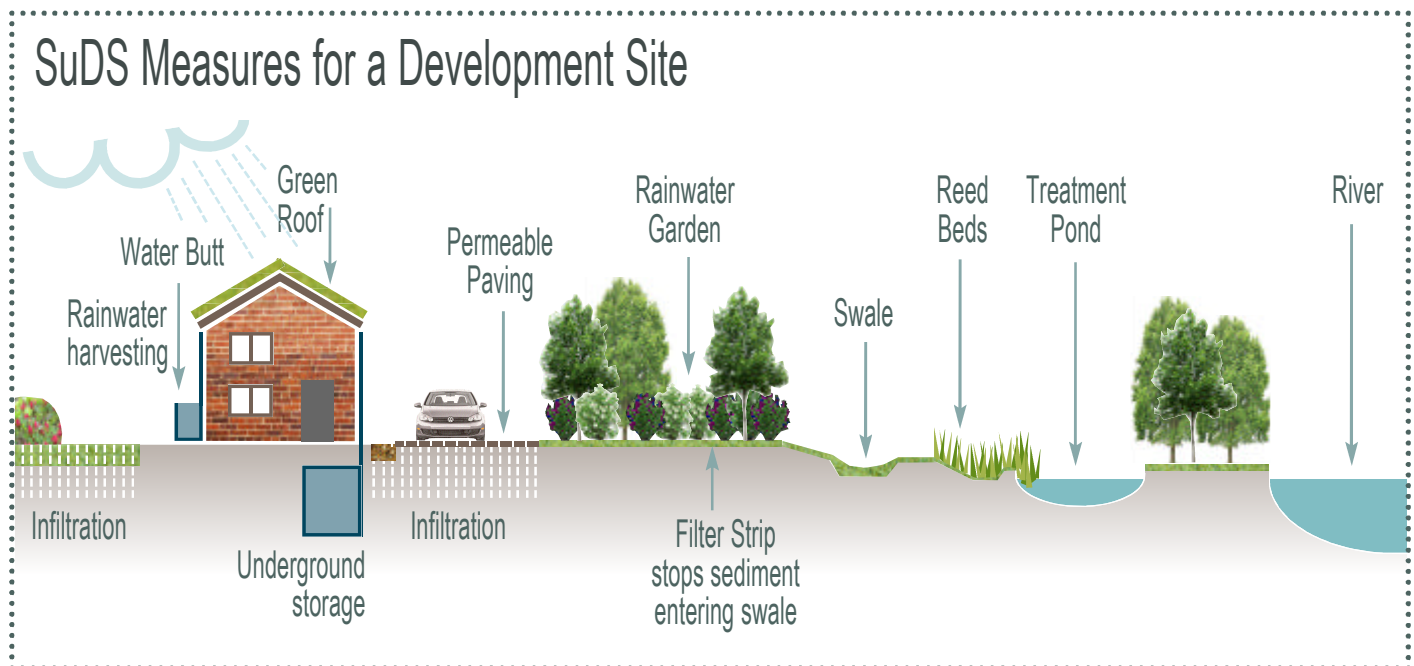 SuDS Measures for a Development Site
Green
Roof
Water Butt
Rainwater
harvesting
Permeable
Paving
Rainwater
Garden
Swale
Reed
Beds
Treatment
Pond
River
Infiltration
Underground
storage
Infiltration
Filter Strip
stops sediment
entering swale